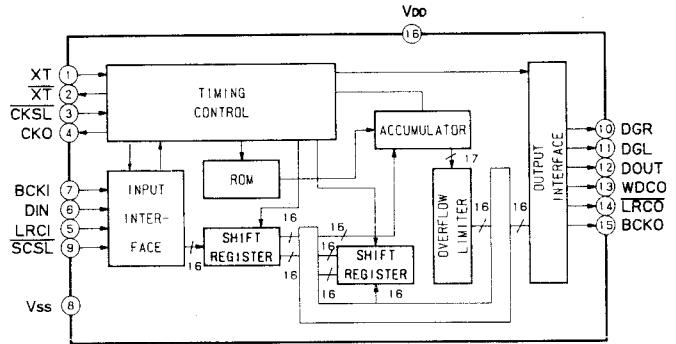 VDD
16
XT 1
XT 2
CKSL 3
CKO 4
TIMING
CONTROL
ACCUMULATOR
ROM
17
BCKI 7
DIN 6
LRCI 5
SCSL 9
INPUT
INTER-
FACE
16
SHIFT
REGISTER
16
16
16
16
16
SHIFT
REGISTER
16
OVERFLOW
LIMITER
16
16
OUTPUT
INTERFACE
10 DGR
11 DGL
12 DOUT
13 WDCO
14 LRCO
15 BCKO
VSS 8